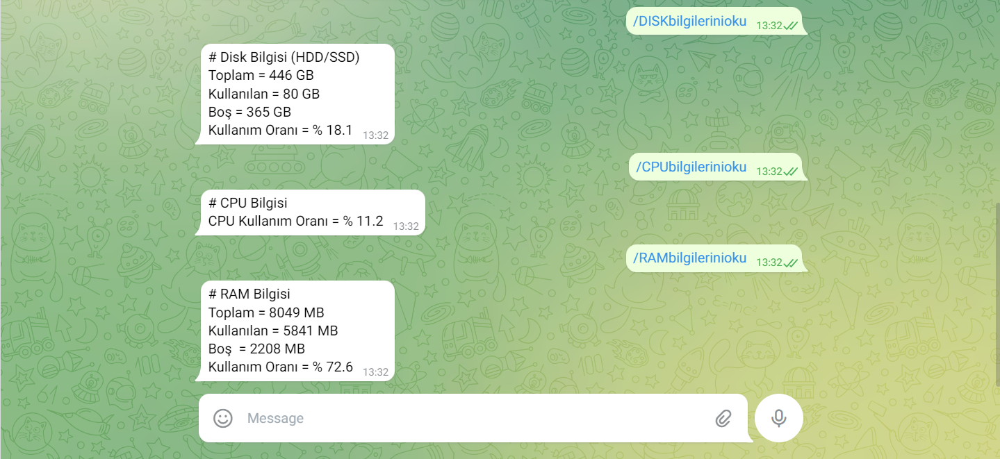 /DISKbilgilerinioku 13:32
# Disk Bilgisi (HDD/SSD)
Toplam = 446 GB
Kullanılan = 80 GB
Boş = 365 GB
Kullanım Oranı = % 18.1 13:32
/CPUbilgilerinioku 13:32
# CPU Bilgisi
CPU Kullanım Oranı = % 11.2 13:32
/RAMbilgilerinioku 13:32
# RAM Bilgisi
Toplam = 8049 MB
Kullanılan = 5841 MB
Boş  = 2208 MB
Kullanım Oranı = % 72.6 13:32
Message